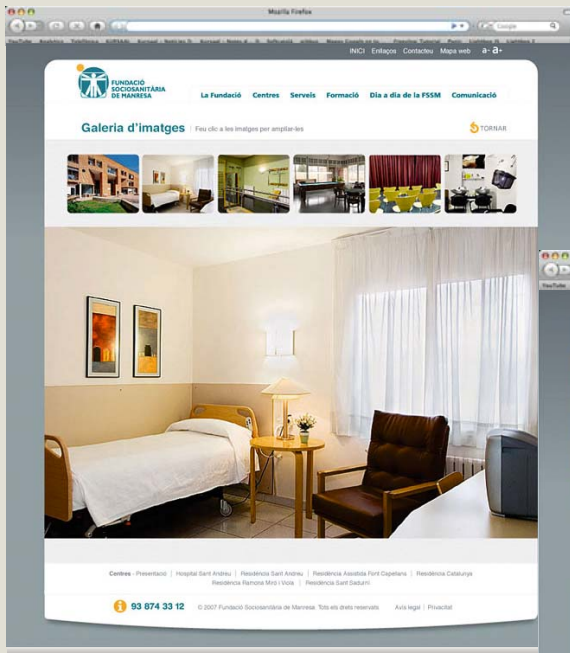 Mozilla Firefox
Google
INICI Enllaços Contacteu Mapa web a- a+
FUNDACIÓ
SOCIOSANITÀRIA
DE MANRESA
La Fundació Centres Serveis Formació Dia a dia de la FSSM Comunicació
Galeria d'imatges | Feu clic a les imatges per ampliar-les
TORNAR
Centres - Presentació | Hospital Sant Andreu | Residència Sant Andreu | Residència Assistida Font Capellans | Residència Catalunya
Residència Ramona Miró i Viola | Residència Sant Sadurní
93 874 33 12 © 2007 Fundació Sociosanitària de Manresa. Tots els drets reservats Avís legal | Privacitat
YouTube